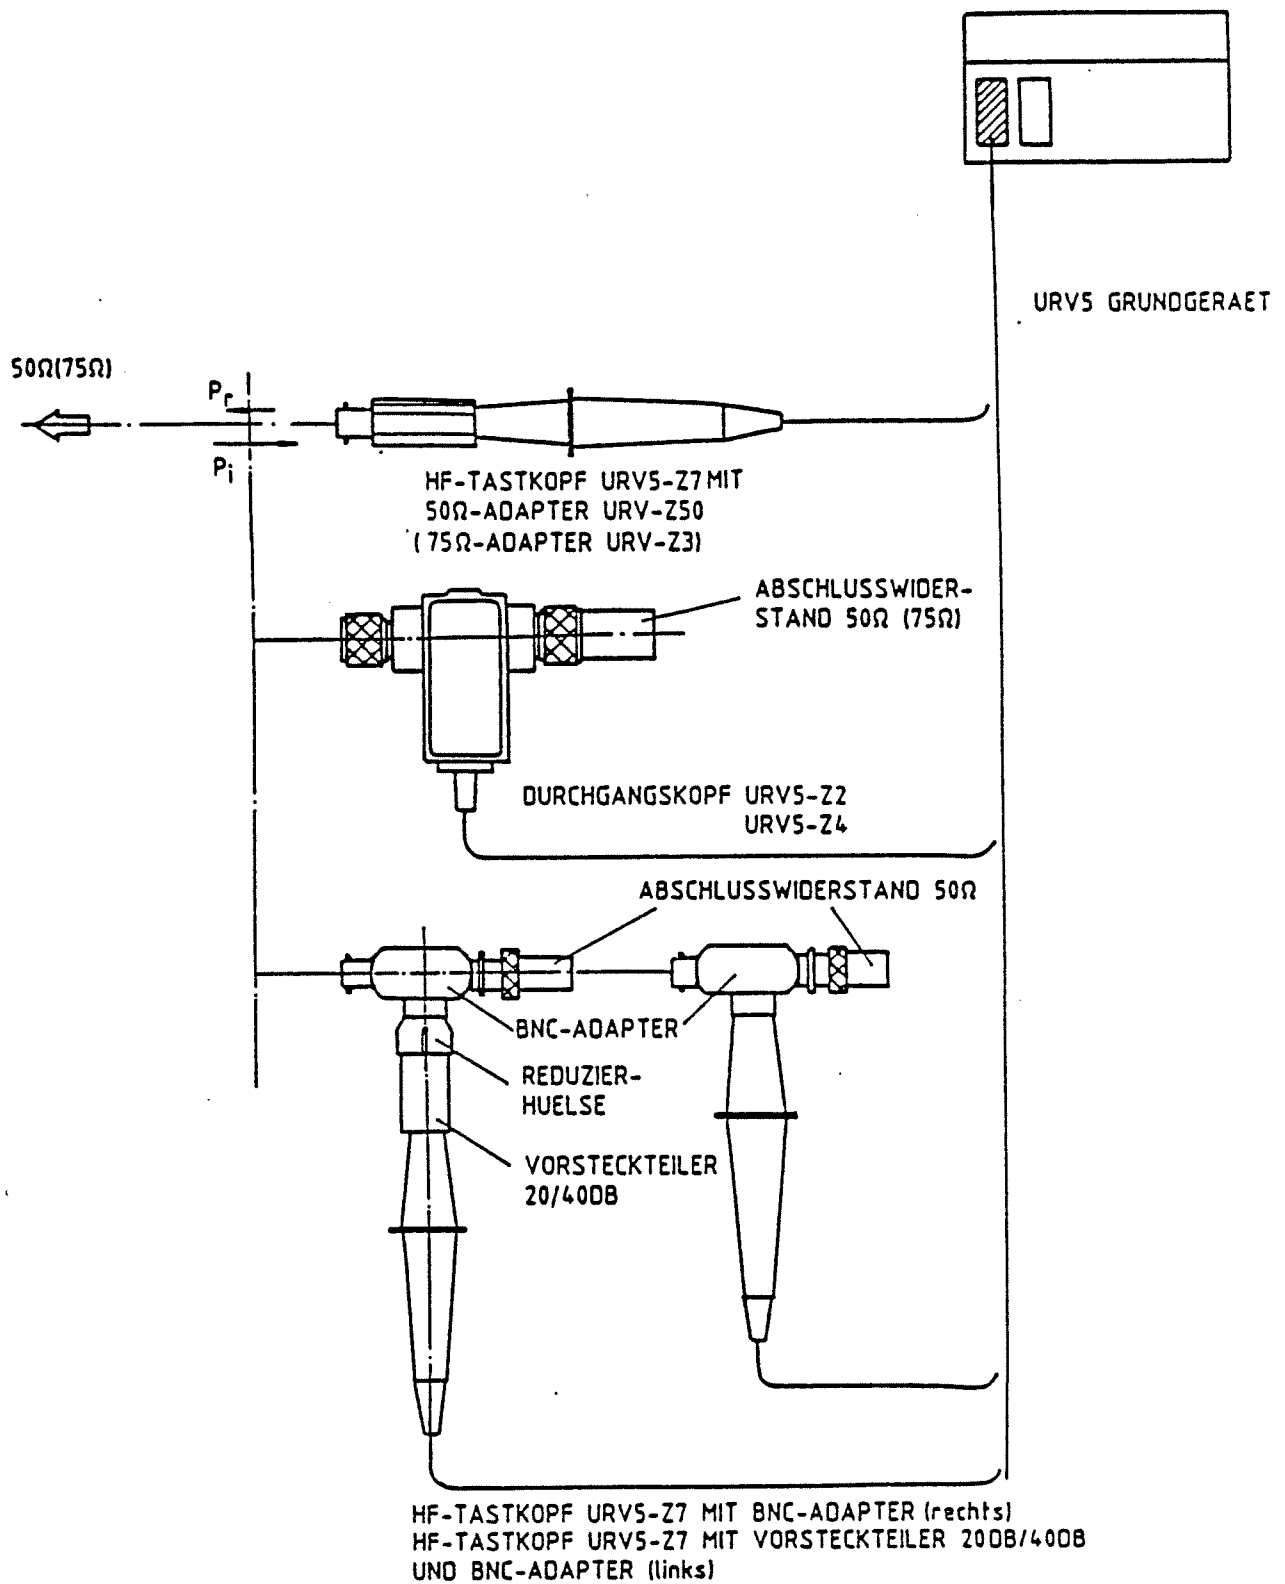 URV5 GRUNDGERAET
50Ω(75Ω)
Pr
Pi
HF-TASTKOPF URV5-Z7 MIT
50Ω-ADAPTER URV-Z50
(75Ω-ADAPTER URV-Z3)
ABSCHLUSSWIDER-
STAND 50Ω (75Ω)
DURCHGANGSKOPF URV5-Z2
URV5-Z4
ABSCHLUSSWIDERSTAND 50Ω
BNC-ADAPTER
REDUZIER-
HUELSE
VORSTECKTEILER
20/40DB
HF-TASTKOPF URV5-Z7 MIT BNC-ADAPTER (rechts)
HF-TASTKOPF URV5-Z7 MIT VORSTECKTEILER 20DB/40DB
UND BNC-ADAPTER (links)